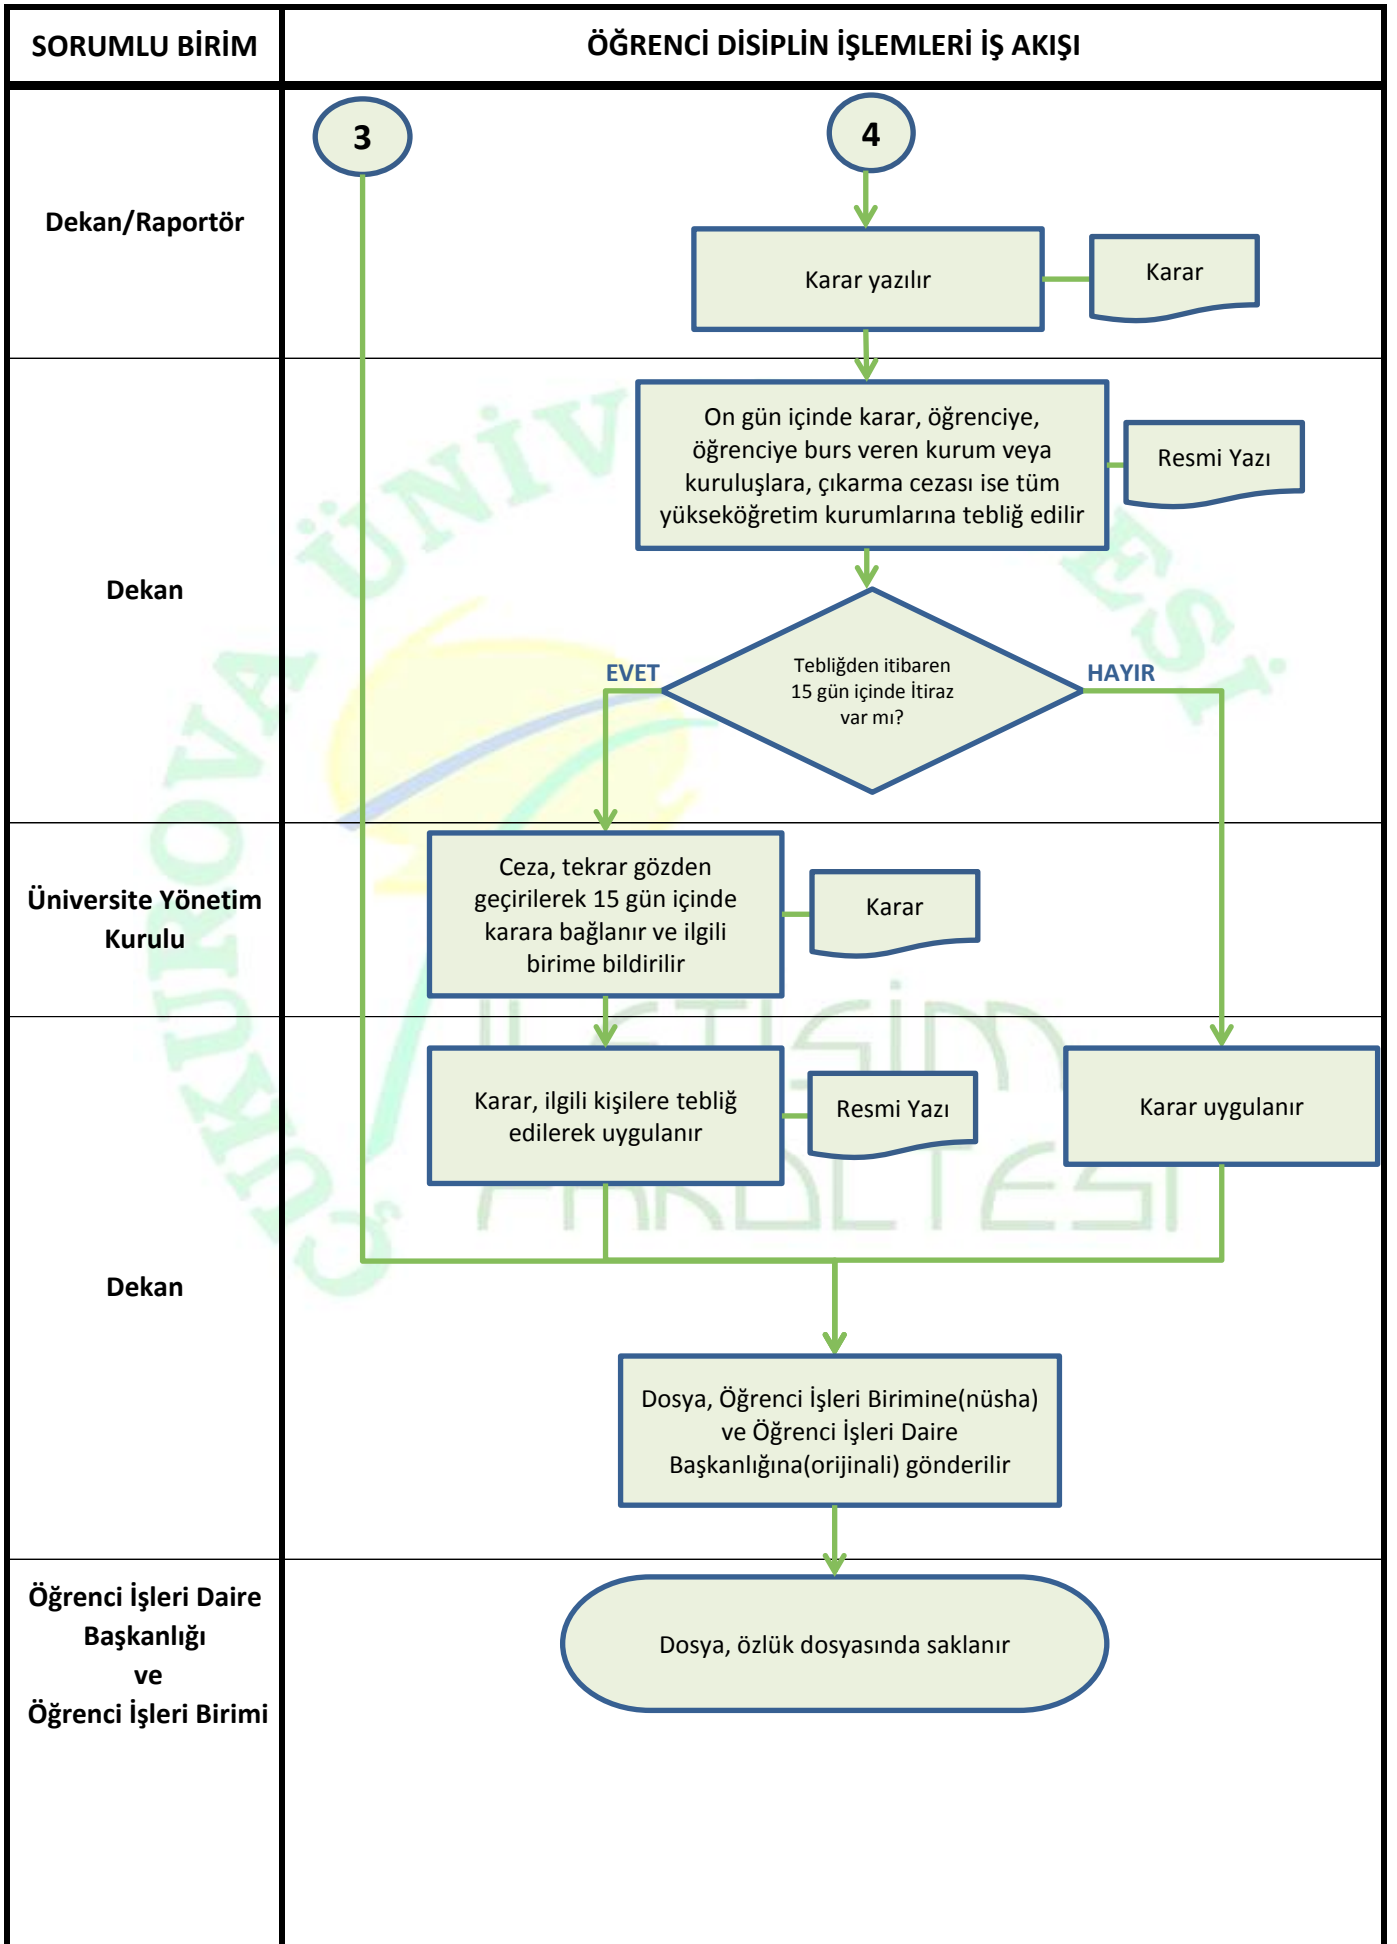 SORUMLU BİRİM
ÖĞRENCİ DİSİPLİN İŞLEMLERİ İŞ AKIŞI
3
4
Dekan/Raportör
Karar yazılır
Karar
On gün içinde karar, öğrenciye,
öğrenciye burs veren kurum veya
kuruluşlara, çıkarma cezası ise tüm
yükseköğretim kurumlarına tebliğ edilir
Resmi Yazı
Dekan
EVET
Tebliğden itibaren
15 gün içinde İtiraz
var mı?
HAYIR
Üniversite Yönetim
Kurulu
Ceza, tekrar gözden
geçirilerek 15 gün içinde
karara bağlanır ve ilgili
birime bildirilir
Karar
Karar, ilgili kişilere tebliğ
edilerek uygulanır
Resmi Yazı
Karar uygulanır
Dekan
Dosya, Öğrenci İşleri Birimine(nüsha)
ve Öğrenci İşleri Daire
Başkanlığına(orijinali) gönderilir
Öğrenci İşleri Daire
Başkanlığı
ve
Öğrenci İşleri Birimi
Dosya, özlük dosyasında saklanır